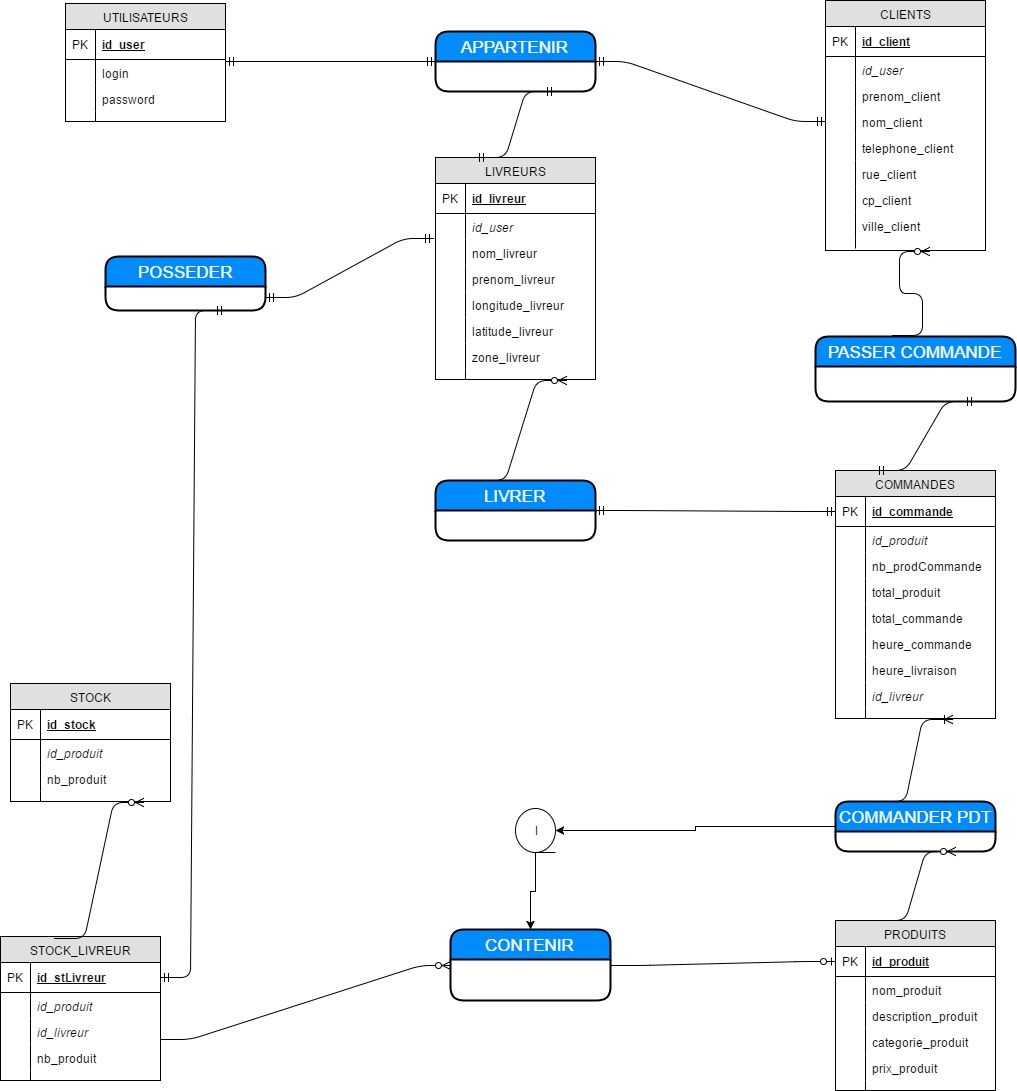 UTILISATEURS
PK id_user
login
password
APPARTENIR
CLIENTS
PK id_client
id_user
prenom_client
nom_client
telephone_client
rue_client
cp_client
ville_client
LIVREURS
PK id_livreur
id_user
nom_livreur
prenom_livreur
longitude_livreur
latitude_livreur
zone_livreur
POSSEDER
PASSER COMMANDE
LIVRER
COMMANDES
PK id_commande
id_produit
nb_prodCommande
total_produit
total_commande
heure_commande
heure_livraison
id_livreur
STOCK
PK id_stock
id_produit
nb_produit
COMMANDER PDT
I
STOCK_LIVREUR
PK id_stLivreur
id_produit
id_livreur
nb_produit
CONTENIR
PRODUITS
PK id_produit
nom_produit
description_produit
categorie_produit
prix_produit